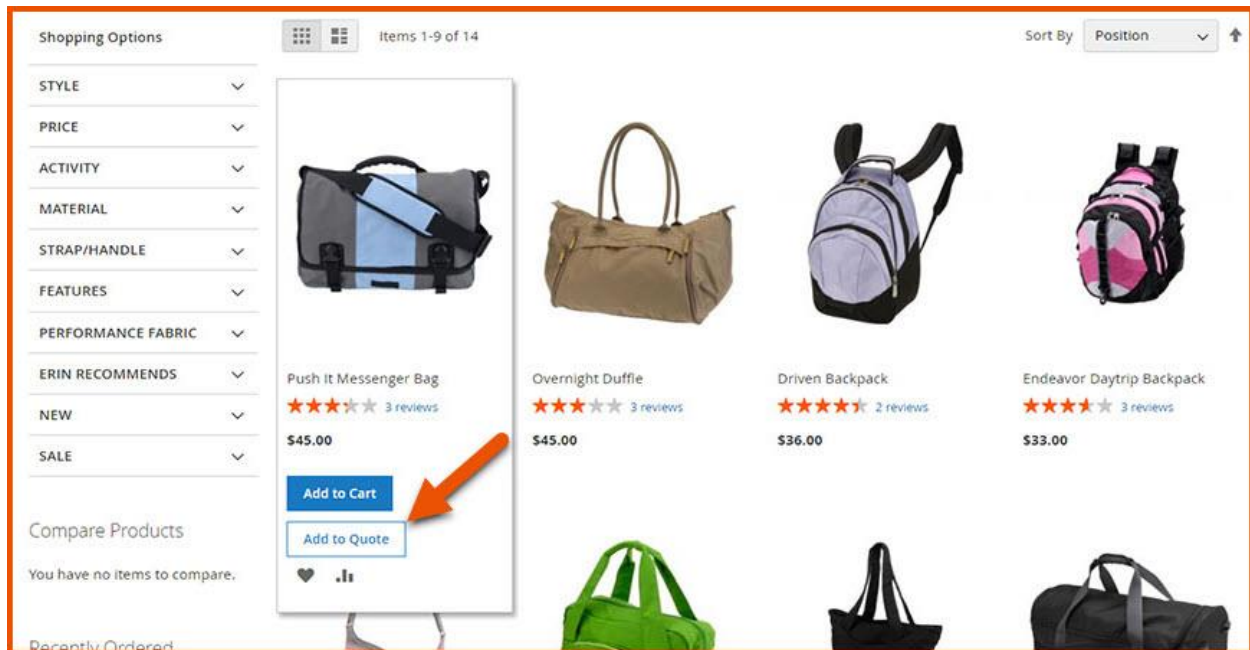 Shopping Options
Items 1-9 of 14
Sort By Position
STYLE
PRICE
ACTIVITY
MATERIAL
STRAP/HANDLE
FEATURES
PERFORMANCE FABRIC
ERIN RECOMMENDS
NEW
SALE
Compare Products
You have no items to compare.
Recently Ordered
Push It Messenger Bag
3 reviews
$45.00
Add to Cart
Add to Quote
Overnight Duffle
3 reviews
$45.00
Driven Backpack
2 reviews
$36.00
Endeavor Daytrip Backpack
3 reviews
$33.00